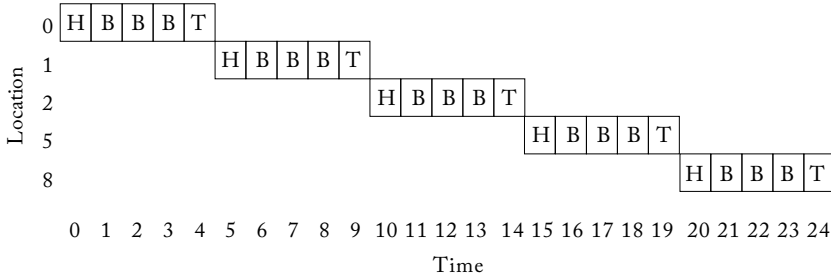 0 H B B B T
1 H B B B T
2 H B B B T
5 H B B B T
8 H B B B T
Location
0 1 2 3 4 5 6 7 8 9 10 11 12 13 14 15 16 17 18 19 20 21 22 23 24
Time